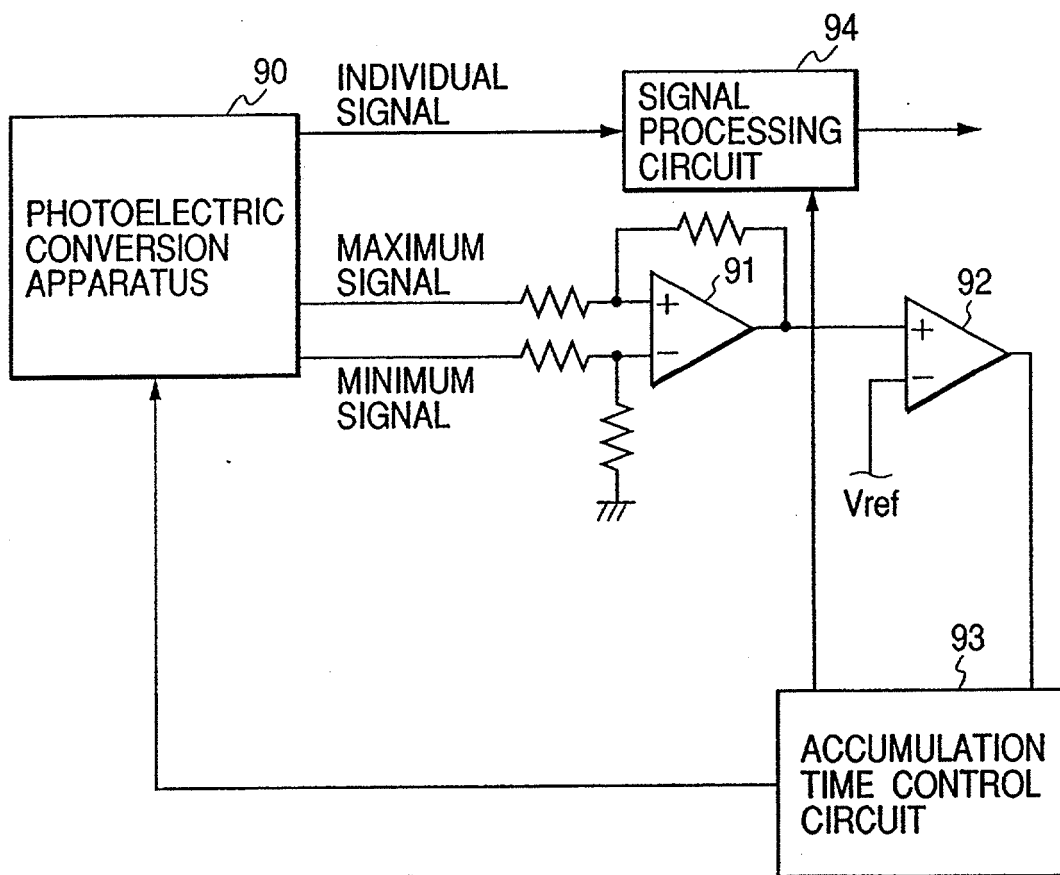 94
90
INDIVIDUAL
SIGNAL
SIGNAL
PROCESSING
CIRCUIT
PHOTOELECTRIC
CONVERSION
APPARATUS
MAXIMUM
SIGNAL
91
92
+
−
+
−
MINIMUM
SIGNAL
Vref
93
ACCUMULATION
TIME CONTROL
CIRCUIT